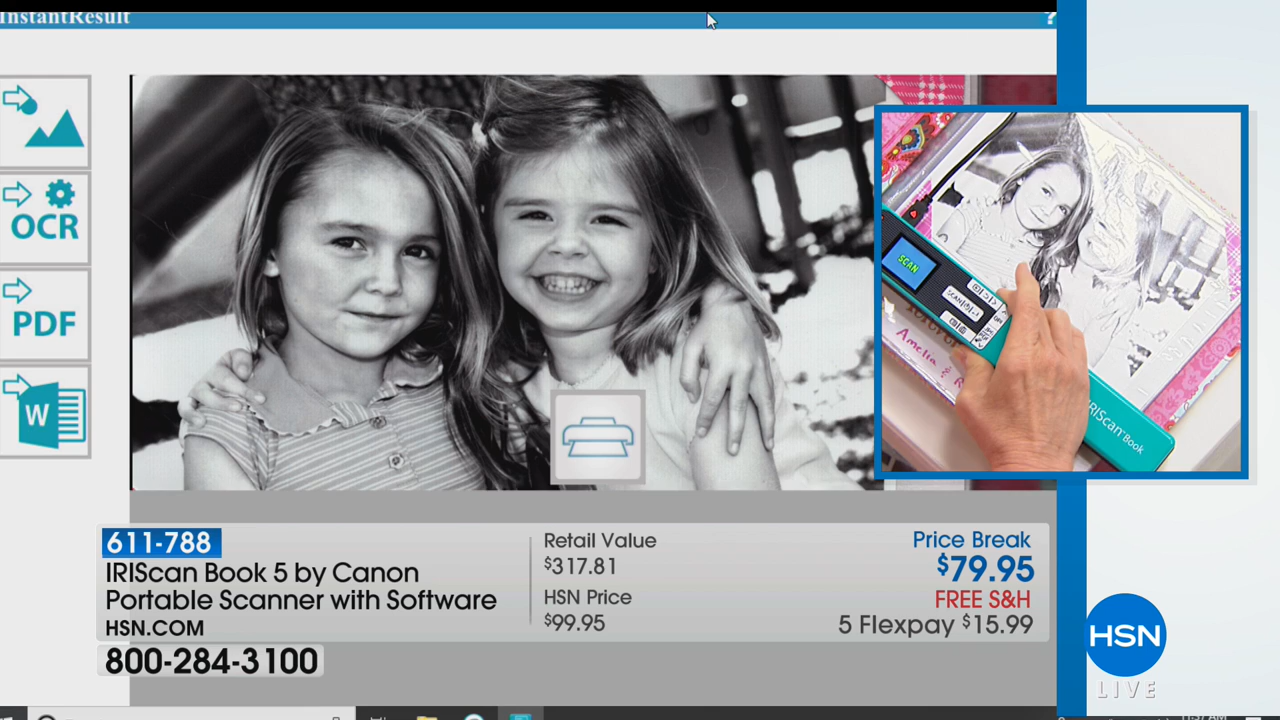 InstantResult
?
OCR
PDF
W
SCAN
Amelia
IRIScan™ Book
611-788
IRIScan Book 5 by Canon
Portable Scanner with Software
HSN.COM
800-284-3100
Retail Value
$317.81
HSN Price
$99.95
Price Break
$79.95
FREE S&H
5 Flexpay $15.99
HSN
LIVE